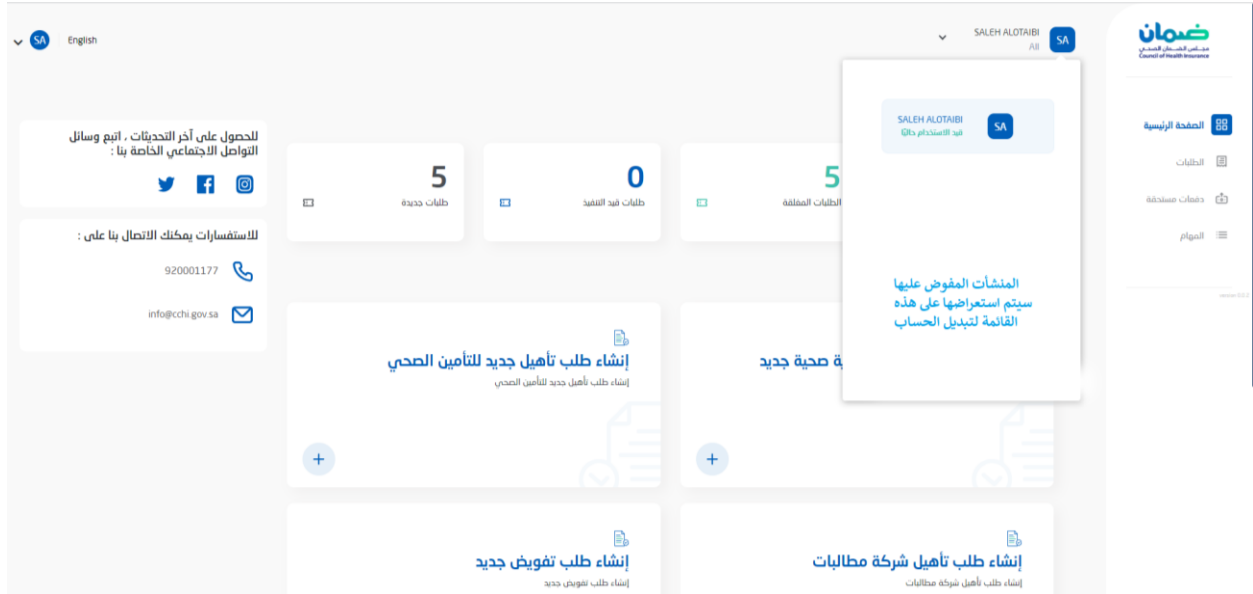 ضمان
مجلس الضمان الصحي
Council of Health Insurance
الصفحة الرئيسية
الطلبات
دفعات مستحقة
المهام
version 0.2.2
SA
SALEH ALOTAIBI
All
SA
SALEH ALOTAIBI
قيد الاستخدام حاليًا
المنشأت المفوض عليها
سيتم استعراضها على هذه
القائمة لتبديل الحساب
English
SA
5
الطلبات المغلقة
0
طلبات قيد التنفيذ
5
طلبات جديدة
ة صحية جديد
إنشاء طلب تأهيل جديد للتأمين الصحي
إنشاء طلب تأهيل جديد للتأمين الصحي
إنشاء طلب تأهيل شركة مطالبات
إنشاء طلب تأهيل شركة مطالبات
إنشاء طلب تفويض جديد
إنشاء طلب تفويض جديد
للحصول على آخر التحديثات ، اتبع وسائل
التواصل الاجتماعي الخاصة بنا :
للاستفسارات يمكنك الاتصال بنا على :
920001177
info@cchi.gov.sa